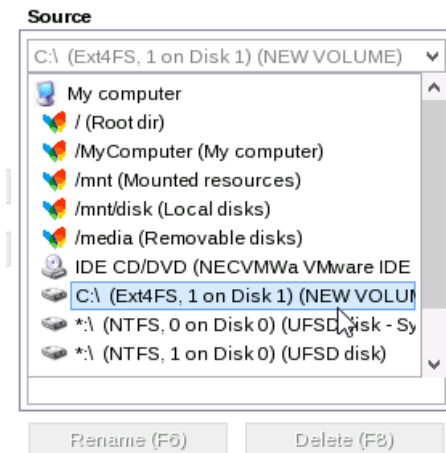 Source
C:\ (Ext4FS, 1 on Disk 1) (NEW VOLUME)
My computer
/ (Root dir)
/MyComputer (My computer)
/mnt (Mounted resources)
/mnt/disk (Local disks)
/media (Removable disks)
IDE CD/DVD (NECVMWa VMware IDE
C:\ (Ext4FS, 1 on Disk 1) (NEW VOLUM
*:\ (NTFS, 0 on Disk 0) (UFSD disk - Sy
*:\ (NTFS, 1 on Disk 0) (UFSD disk)
Rename (F6) Delete (F8)